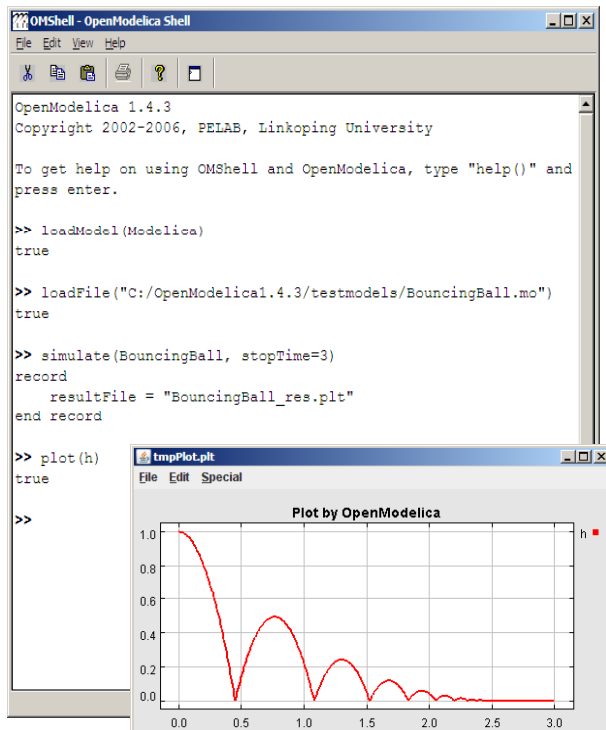 OMShell - OpenModelica Shell
File Edit View Help
OpenModelica 1.4.3
Copyright 2002-2006, PELAB, Linkoping University
To get help on using OMShell and OpenModelica, type "help()" and
press enter.
>> loadModel(Modelica)
true
>> loadFile("C:/OpenModelica1.4.3/testmodels/BouncingBall.mo")
true
>> simulate(BouncingBall, stopTime=3)
record
resultFile = "BouncingBall_res.plt"
end record
>> plot(h)
true
>>
tmpPlot.plt
File Edit Special
Plot by OpenModelica
h
1.0
0.8
0.6
0.4
0.2
0.0
0.0 0.5 1.0 1.5 2.0 2.5 3.0